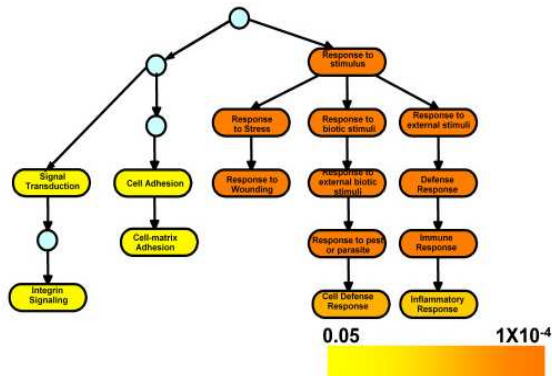 Response to
stimulus
Response
to Stress
Response to
biotic stimuli
Response to
external stimuli
Signal
Transduction
Cell Adhesion
Response to
Wounding
Response to
external biotic
stimuli
Defense
Response
Cell-matrix
Adhesion
Response to pest
or parasite
Immune
Response
Integrin
Signaling
Cell Defense
Response
Inflammatory
Response
0.05
1X10-4